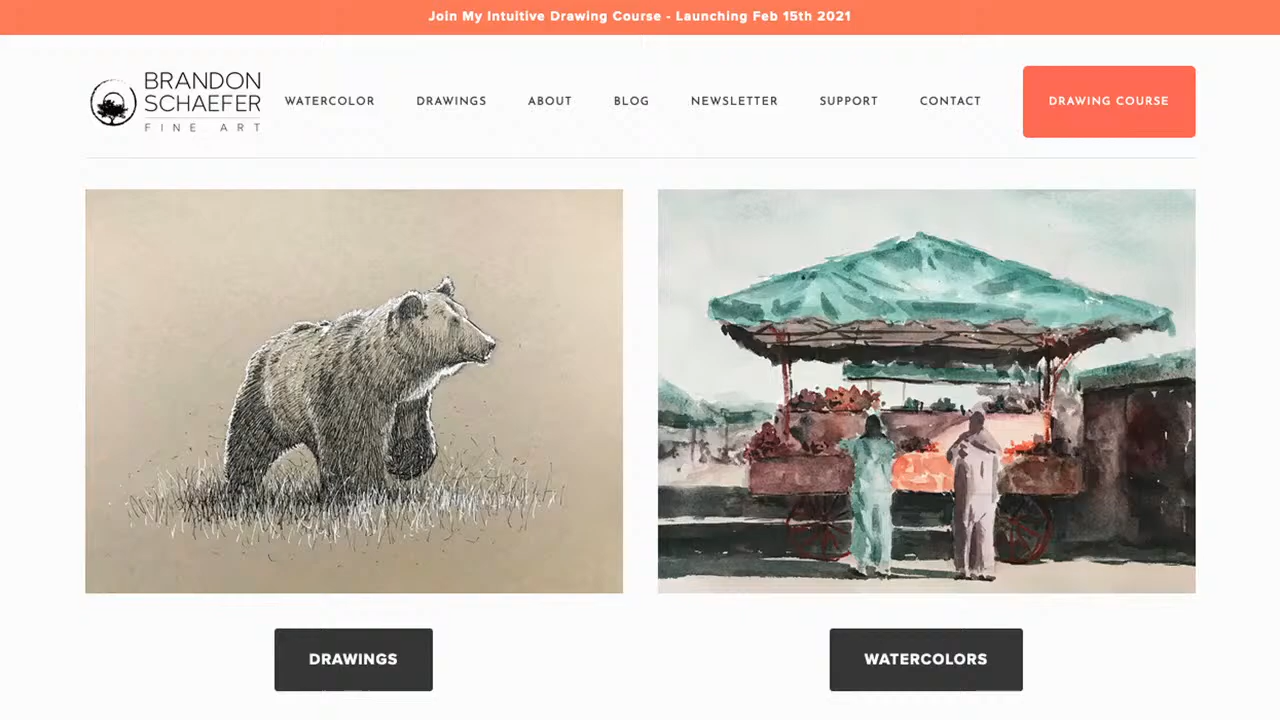 Join My Intuitive Drawing Course - Launching Feb 15th 2021
BRANDON
SCHAEFER
FINE ART
WATERCOLOR
DRAWINGS
ABOUT
BLOG
NEWSLETTER
SUPPORT
CONTACT
DRAWING COURSE
DRAWINGS
WATERCOLORS